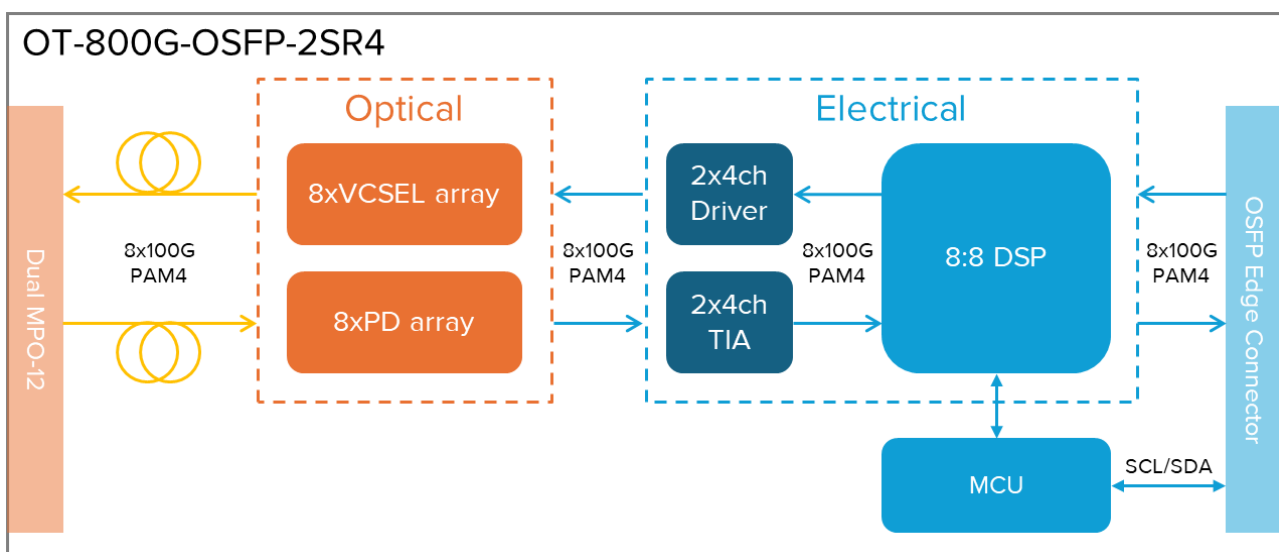 OT-800G-OSFP-2SR4
Optical
Electrical
Dual MPO-12
8x100G
PAM4
8xVCSEL array
8xPD array
8x100G
PAM4
2x4ch
Driver
2x4ch
TIA
8x100G
PAM4
8:8 DSP
8x100G
PAM4
OSFP Edge Connector
MCU
SCL/SDA